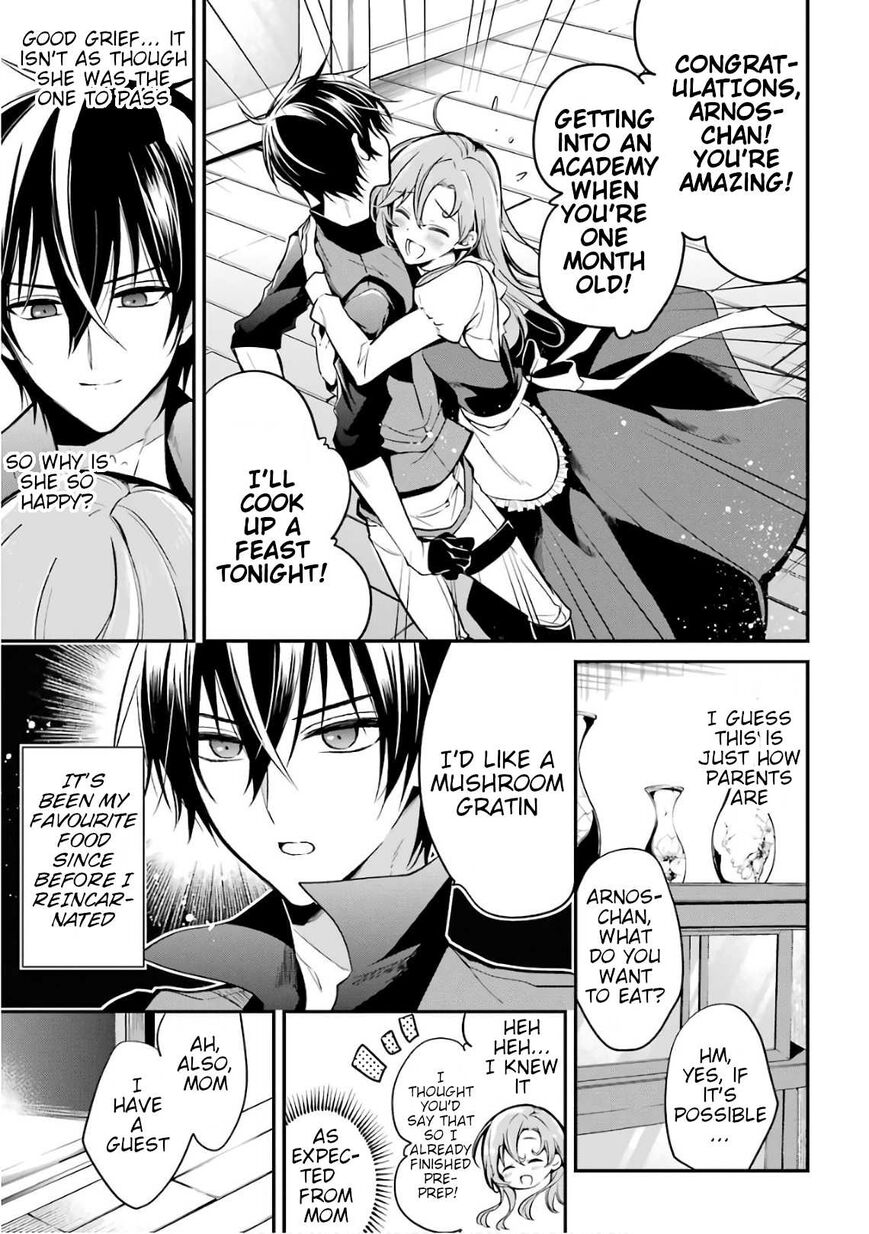 CONGRAT-
ULATIONS,
ARNOS-
CHAN!
YOU'RE
AMAZING!
GETTING
INTO AN
ACADEMY
WHEN
YOU'RE
ONE
MONTH
OLD!
I'LL
COOK
UP A
FEAST
TONIGHT!
GOOD GRIEF... IT
ISN'T AS THOUGH
SHE WAS THE
ONE TO PASS
SO WHY IS
SHE SO
HAPPY?
I GUESS
THIS IS
JUST HOW
PARENTS
ARE
ARNOS-
CHAN,
WHAT
DO YOU
WANT
TO EAT?
HM,
YES, IF
IT'S
POSSIBLE
...
I'D LIKE A
MUSHROOM
GRATIN
IT'S
BEEN MY
FAVOURITE
FOOD
SINCE
BEFORE I
REINCAR-
NATED
HEH
HEH...
I KNEW
IT
I
THOUGHT
YOU'D
SAY THAT
SO I
ALREADY
FINISHED
PRE-
PREP!
AS
EXPEC-
TED
FROM
MOM
AH,
ALSO,
MOM
I
HAVE
A
GUEST